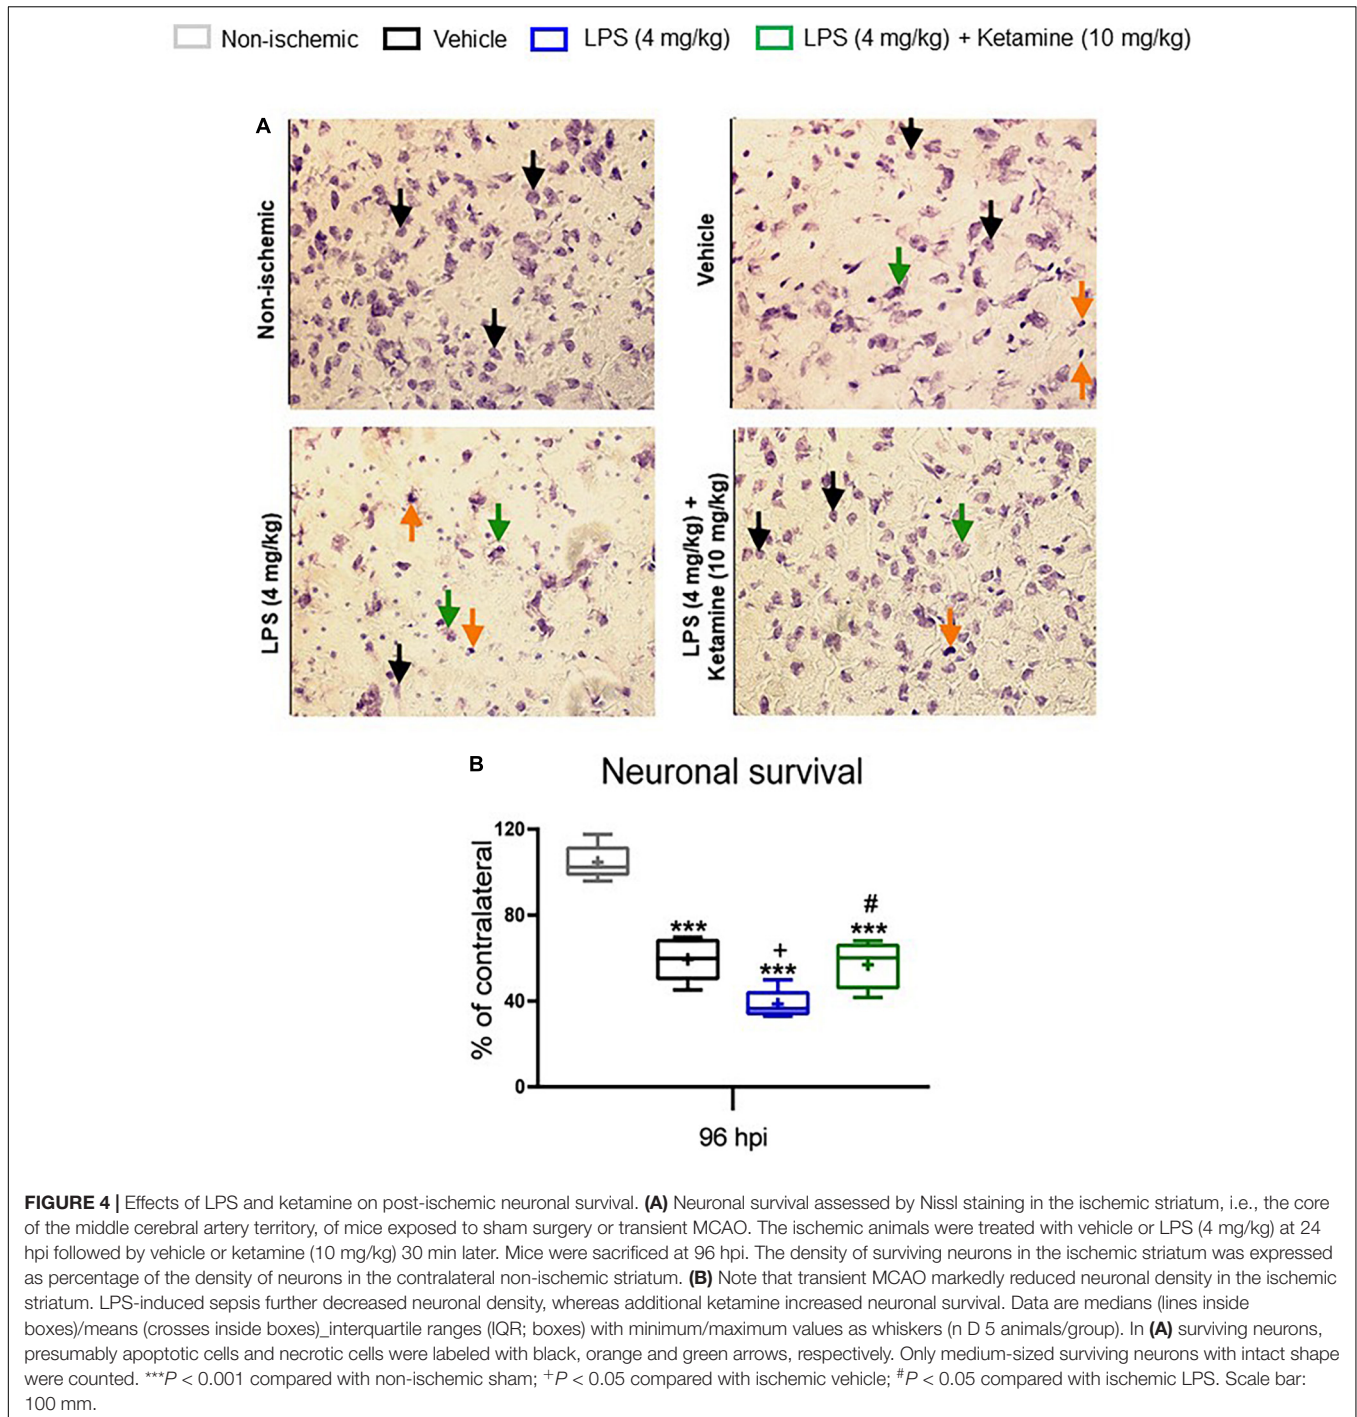 Non-ischemic Vehicle LPS (4 mg/kg) LPS (4 mg/kg) + Ketamine (10 mg/kg)
A
Non-ischemic
Vehicle
LPS (4 mg/kg)
LPS (4 mg/kg) +
Ketamine (10 mg/kg)
B
Neuronal survival
% of contralateral
120
80
40
0
***
+
***
#
***
96 hpi
FIGURE 4 | Effects of LPS and ketamine on post-ischemic neuronal survival. (A) Neuronal survival assessed by Nissl staining in the ischemic striatum, i.e., the core
of the middle cerebral artery territory, of mice exposed to sham surgery or transient MCAO. The ischemic animals were treated with vehicle or LPS (4 mg/kg) at 24
hpi followed by vehicle or ketamine (10 mg/kg) 30 min later. Mice were sacrificed at 96 hpi. The density of surviving neurons in the ischemic striatum was expressed
as percentage of the density of neurons in the contralateral non-ischemic striatum. (B) Note that transient MCAO markedly reduced neuronal density in the ischemic
striatum. LPS-induced sepsis further decreased neuronal density, whereas additional ketamine increased neuronal survival. Data are medians (lines inside
boxes)/means (crosses inside boxes)_interquartile ranges (IQR; boxes) with minimum/maximum values as whiskers (n D 5 animals/group). In (A) surviving neurons,
presumably apoptotic cells and necrotic cells were labeled with black, orange and green arrows, respectively. Only medium-sized surviving neurons with intact shape
were counted. ***P < 0.001 compared with non-ischemic sham; +P < 0.05 compared with ischemic vehicle; #P < 0.05 compared with ischemic LPS. Scale bar:
100 mm.